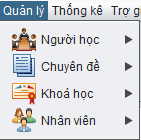 Quản lý Thống kê Trợ g
Người học
Chuyên đề
Khoá học
Nhân viên